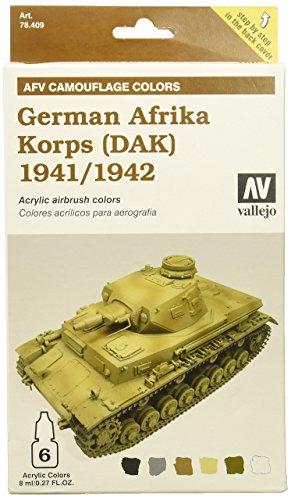 Art.
78.409
step by step
in the back cover
AFV CAMOUFLAGE COLORS
German Afrika
Korps (DAK)
1941/1942
Acrylic airbrush colors
Colores acrílicos para aerografía
AV
vallejo
6
Acrylic Colors
8 ml/0.27 FL.OZ.